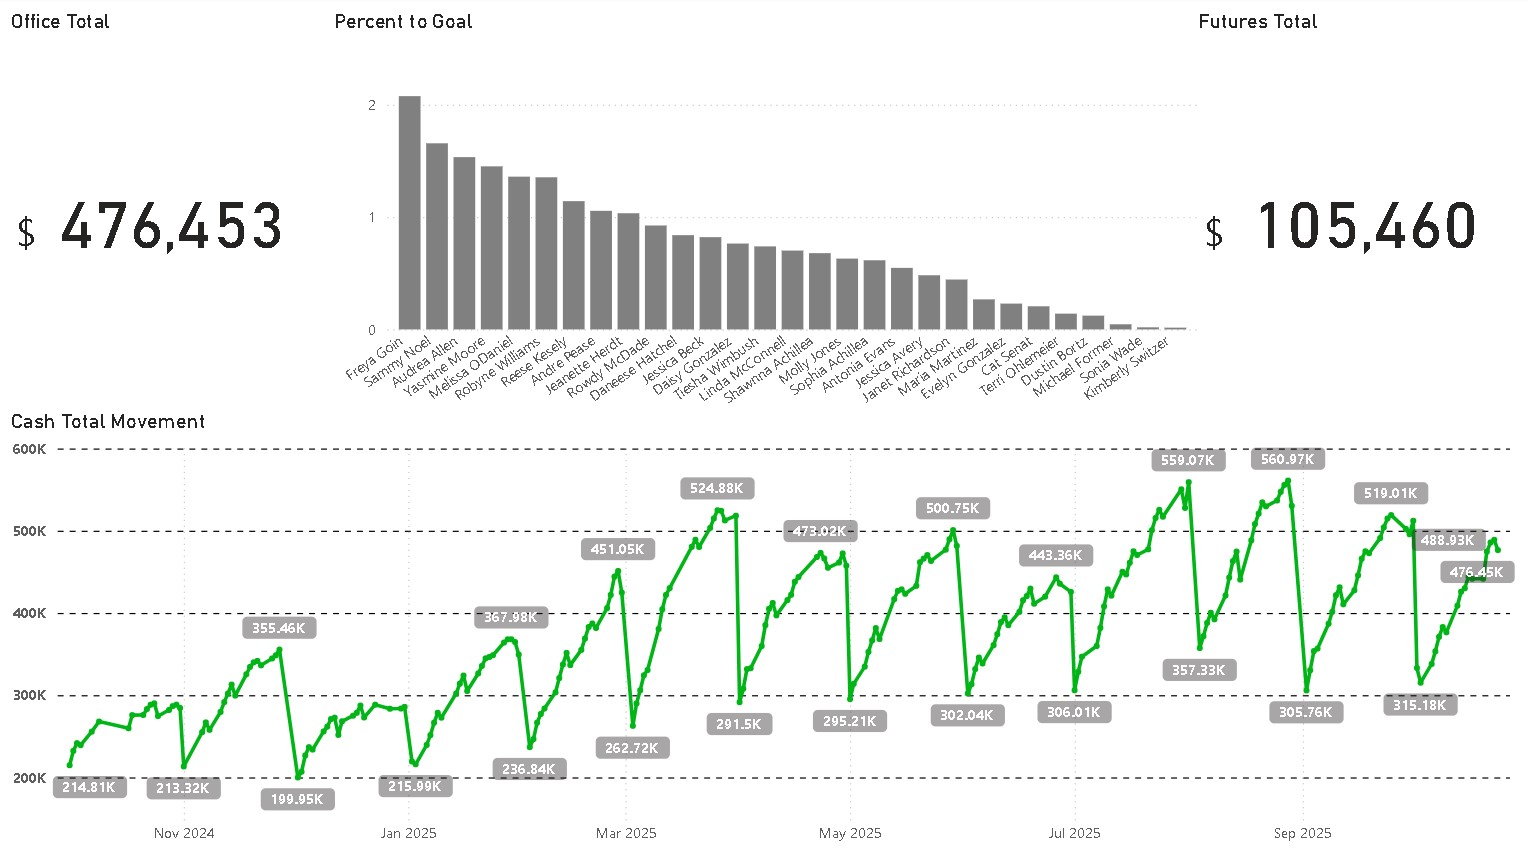 Office Total
Percent to Goal
Futures Total
$ 476,453
2
1
0
Freya Goin
Sammy Noel
Audrea Allen
Yasmine Moore
Melissa ODaniel
Robyne Williams
Reese Kesely
Andre Pease
Jeanette Herdt
Rowdy McDade
Daneese Hatchel
Jessica Beck
Daisy Gonzalez
Tiesha Wimbush
Linda McConnell
Shawnna Achillea
Molly Jones
Sophia Achillea
Antonia Evans
Jessica Avery
Janet Richardson
Maria Martinez
Evelyn Gonzalez
Cat Senat
Terri Ohlemeier
Dustin Bortz
Michael Former
Sonia Wade
Kimberly Switzer
$ 105,460
Cash Total Movement
600K
500K
400K
300K
200K
214.81K
213.32K
355.46K
199.95K
215.99K
367.98K
236.84K
451.05K
262.72K
524.88K
291.5K
473.02K
295.21K
500.75K
302.04K
443.36K
306.01K
559.07K
357.33K
560.97K
305.76K
519.01K
315.18K
488.93K
476.45K
Nov 2024
Jan 2025
Mar 2025
May 2025
Jul 2025
Sep 2025